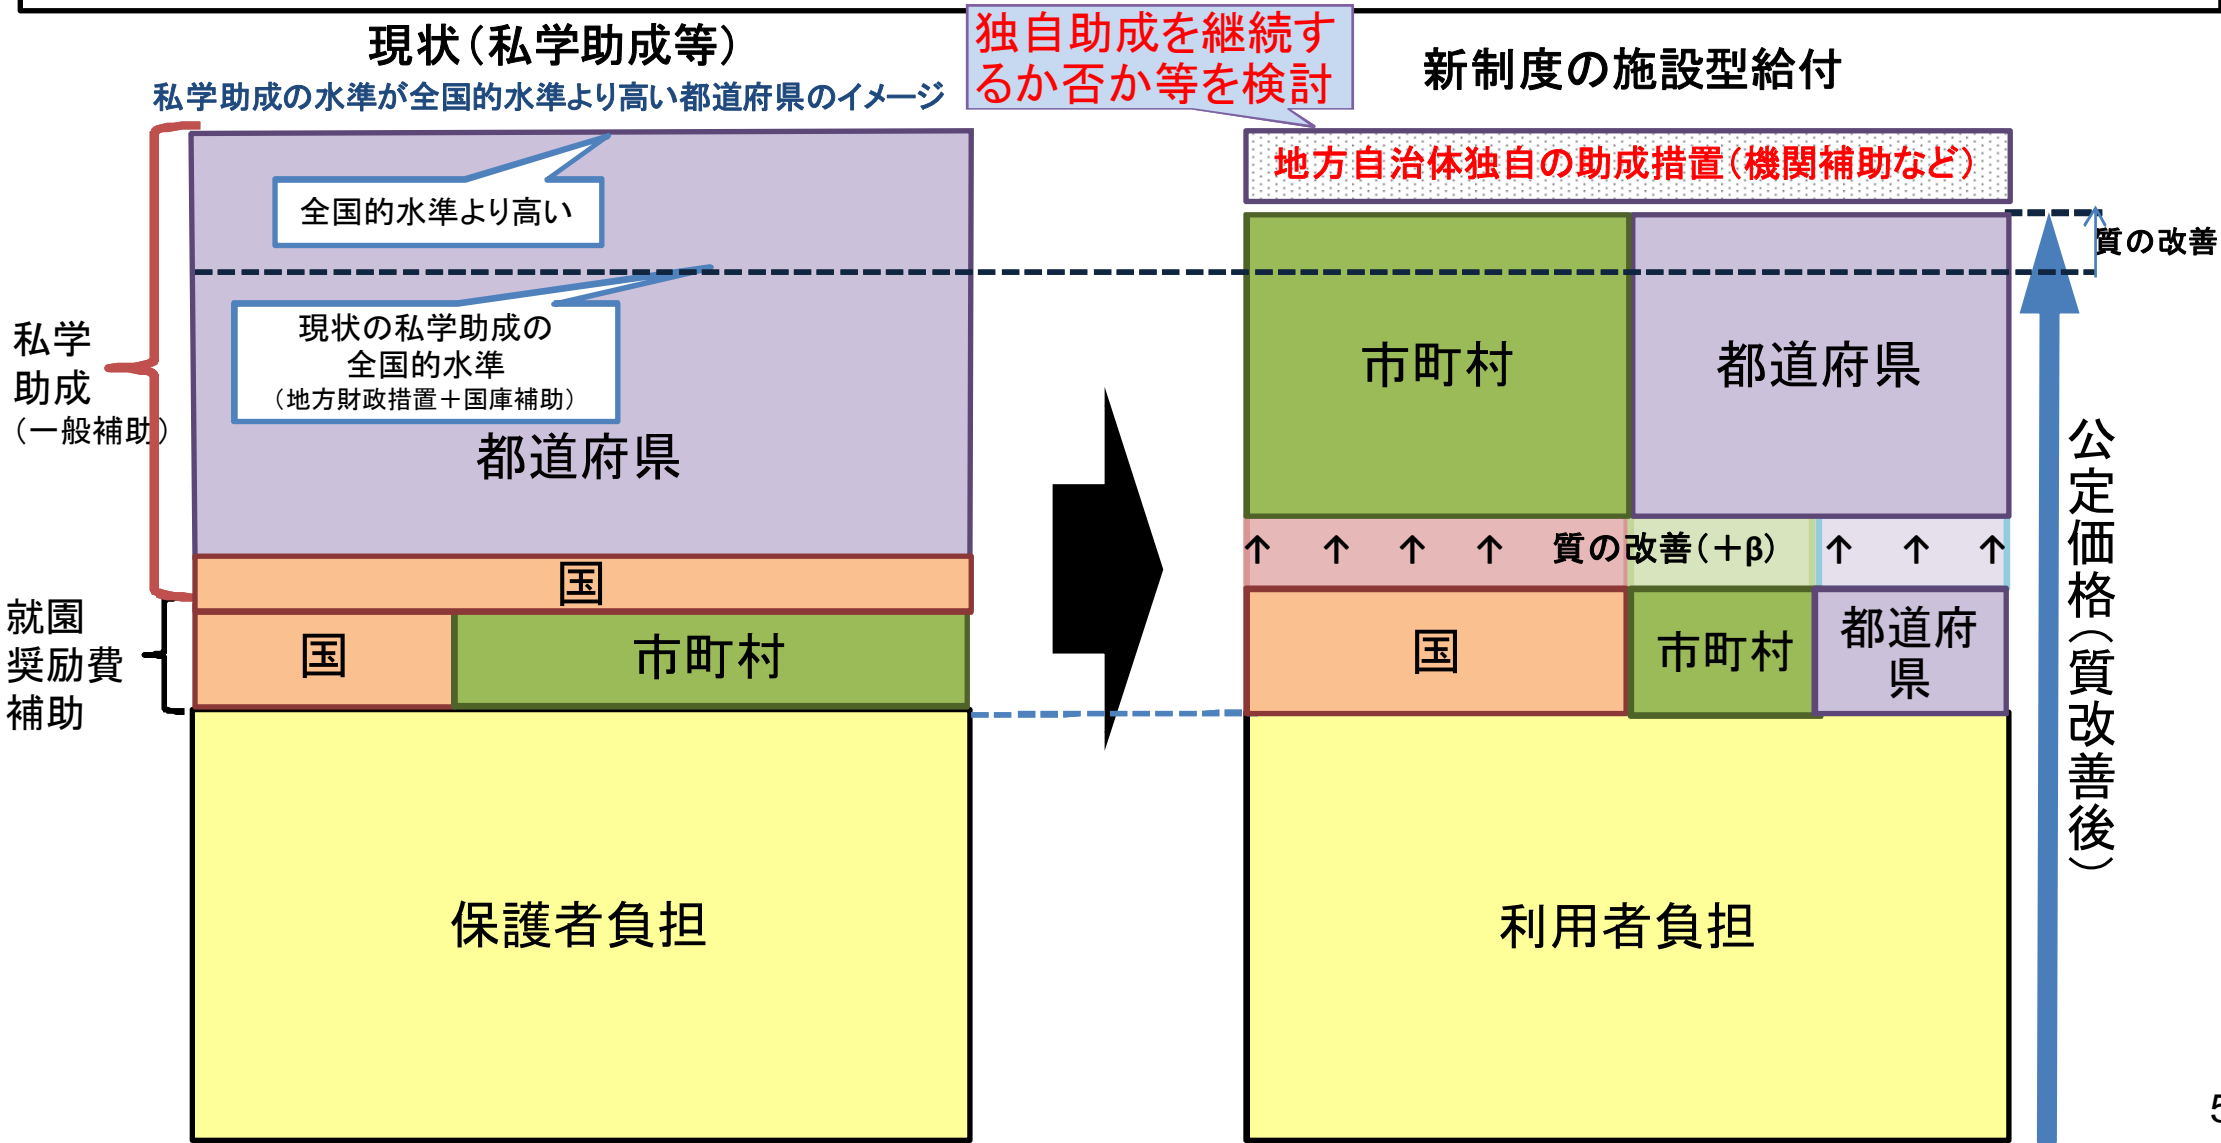 現状（私学助成等）
私学助成の水準が全国的水準より高い都道府県のイメージ
独自助成を継続す
るか否か等を検討
新制度の施設型給付
全国的水準より高い
現状の私学助成の
全国的水準
（地方財政措置＋国庫補助）
都道府県
私学
助成
（一般補助）
国
就園
奨励費
補助
国
市町村
保護者負担
地方自治体独自の助成措置（機関補助など）
質の改善
市町村
都道府県
↑ ↑ ↑ ↑ 質の改善（＋β） ↑ ↑ ↑
国
市町村
都道府
県
利用者負担
公定価格（質改善後）
5